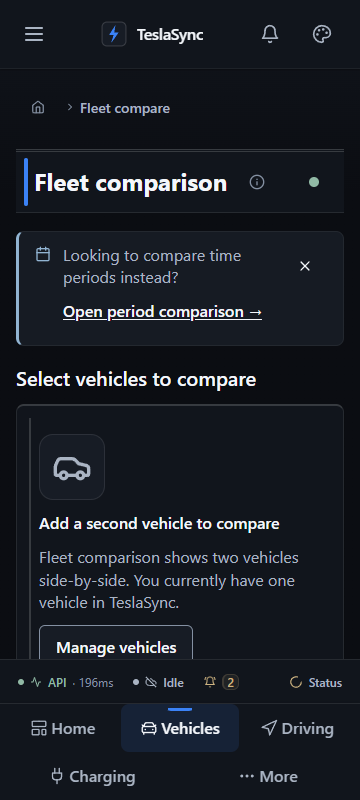 TeslaSync
Fleet compare
Fleet comparison
Looking to compare time
periods instead?
Open period comparison →
Select vehicles to compare
Add a second vehicle to compare
Fleet comparison shows two vehicles
side-by-side. You currently have one
vehicle in TeslaSync.
Manage vehicles
API · 196ms Idle 2 Status
Home Vehicles Driving
Charging More